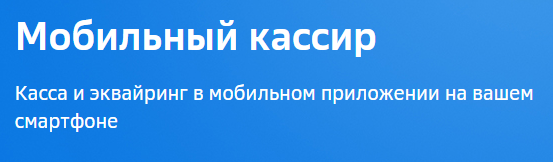 Мобильный кассир
Касса и эквайринг в мобильном приложении на вашем
смартфоне